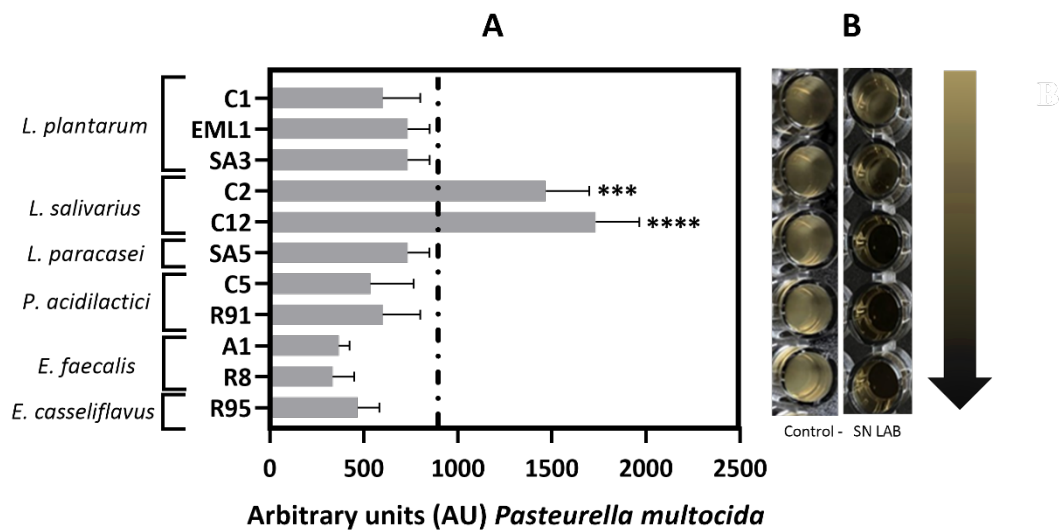 A
B
B
L. plantarum
C1
EML1
SA3
L. salivarius
C2
***
C12
****
L. paracasei
SA5
P. acidilactici
C5
R91
E. faecalis
A1
R8
E. casseliflavus
R95
0 500 1000 1500 2000 2500
Arbitrary units (AU) Pasteurella multocida
Control - SN LAB